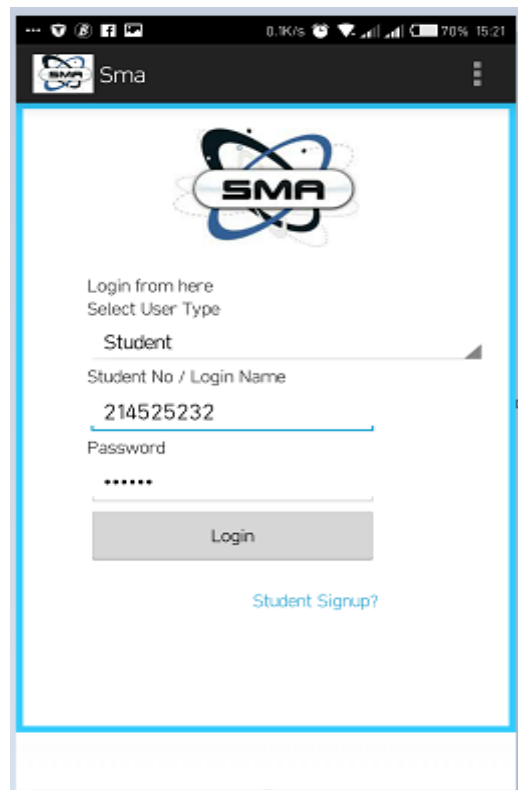 0.1K/s 70% 15:21
SMA Sma
SMA
Login from here
Select User Type
Student
Student No / Login Name
214525232
Password
••••••
Login
Student Signup?